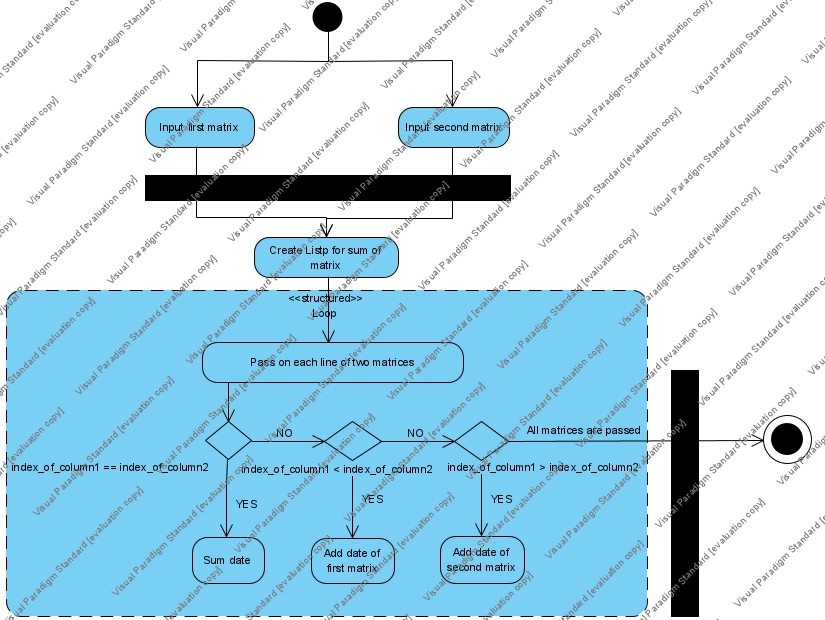 Input first matrix
Input second matrix
Create Listp for sum of
matrix
<<structured>>
Loop
Pass on each line of two matrices
NO
NO
All matrices are passed
index_of_column1 == index_of_column2
index_of_column1 < index_of_column2
index_of_column1 > index_of_column2
YES
YES
YES
Sum date
Add date of
first matrix
Add date of
second matrix
Visual Paradigm Standard [evaluation copy]